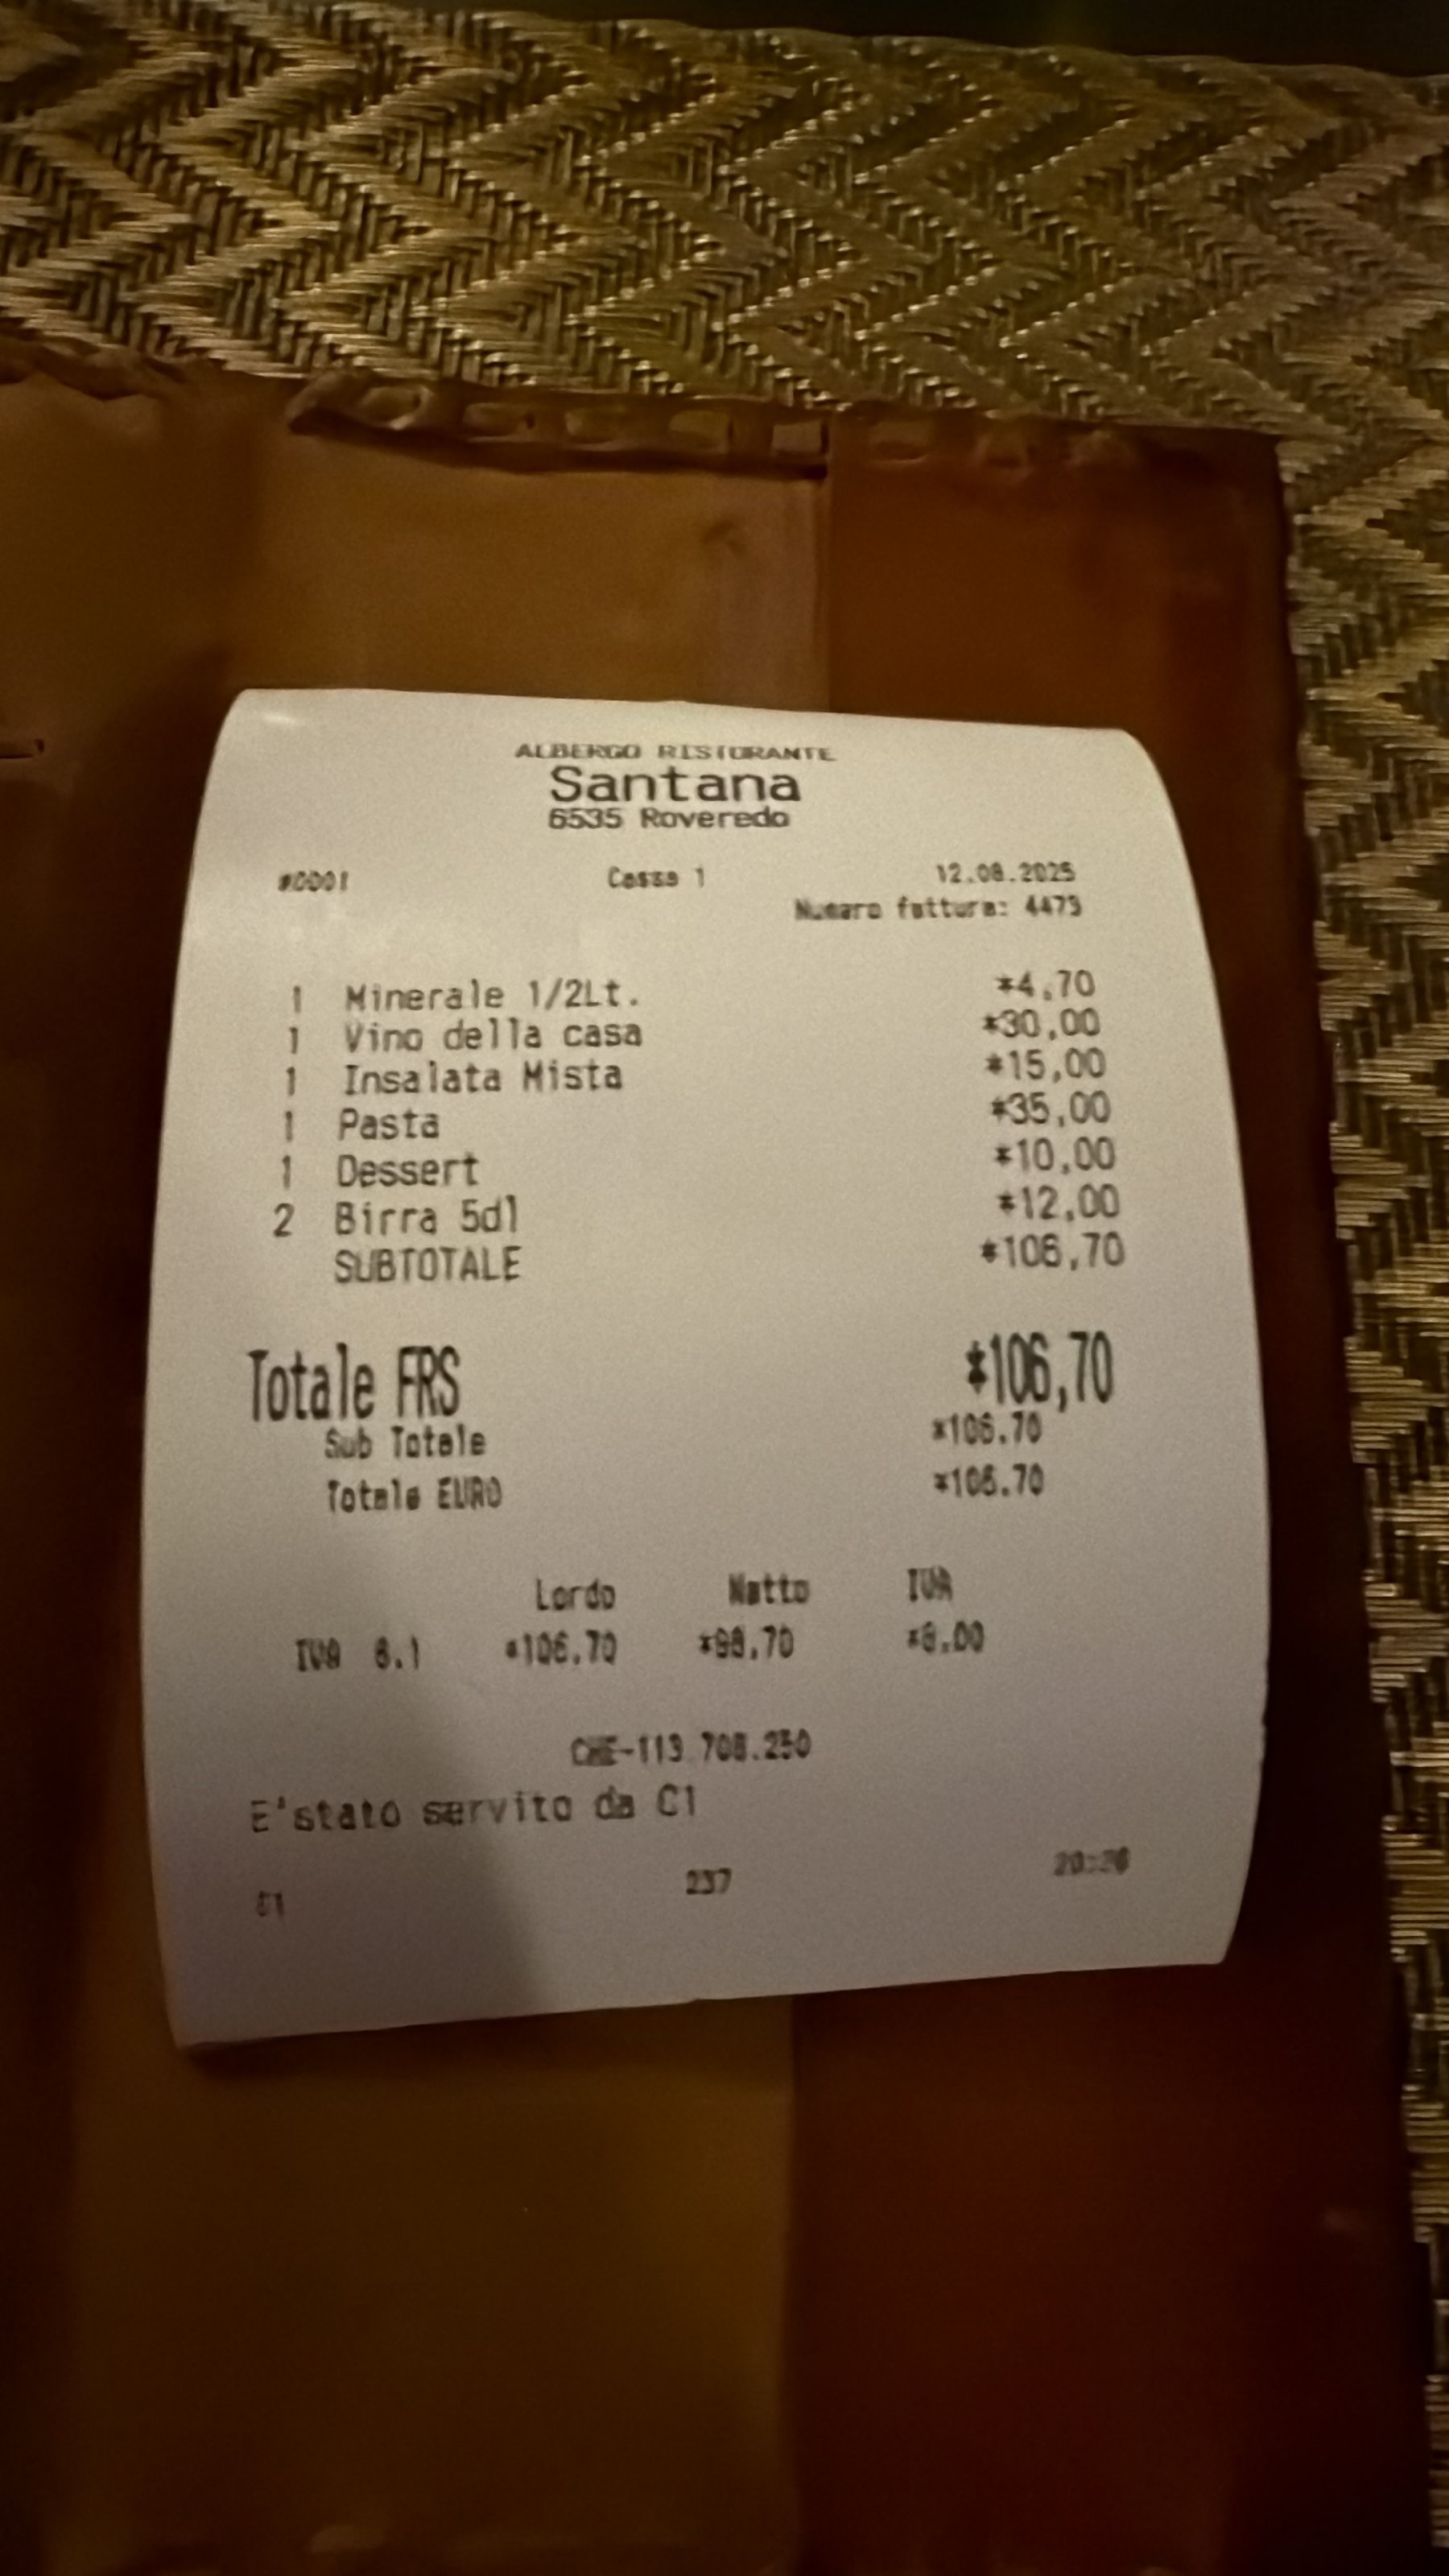 ALBERGO RISTORANTE
Santana
6535 Roveredo
#0001 Cassa 1 12.08.2025
Numero fattura: 4473
1 Minerale 1/2Lt. *4,70
1 Vino della casa *30,00
1 Insalata Mista *15,00
1 Pasta *35,00
1 Dessert *10,00
2 Birra 5dl *12,00
SUBTOTALE *106,70
Totale FRS *106,70
Sub Totale *106.70
Totale EURO *106.70
Lordo Netto IVA
IVA 8.1 *106.70 *98.70 *8.00
CHE-113.708.250
E'stato servito da C1
C1 237